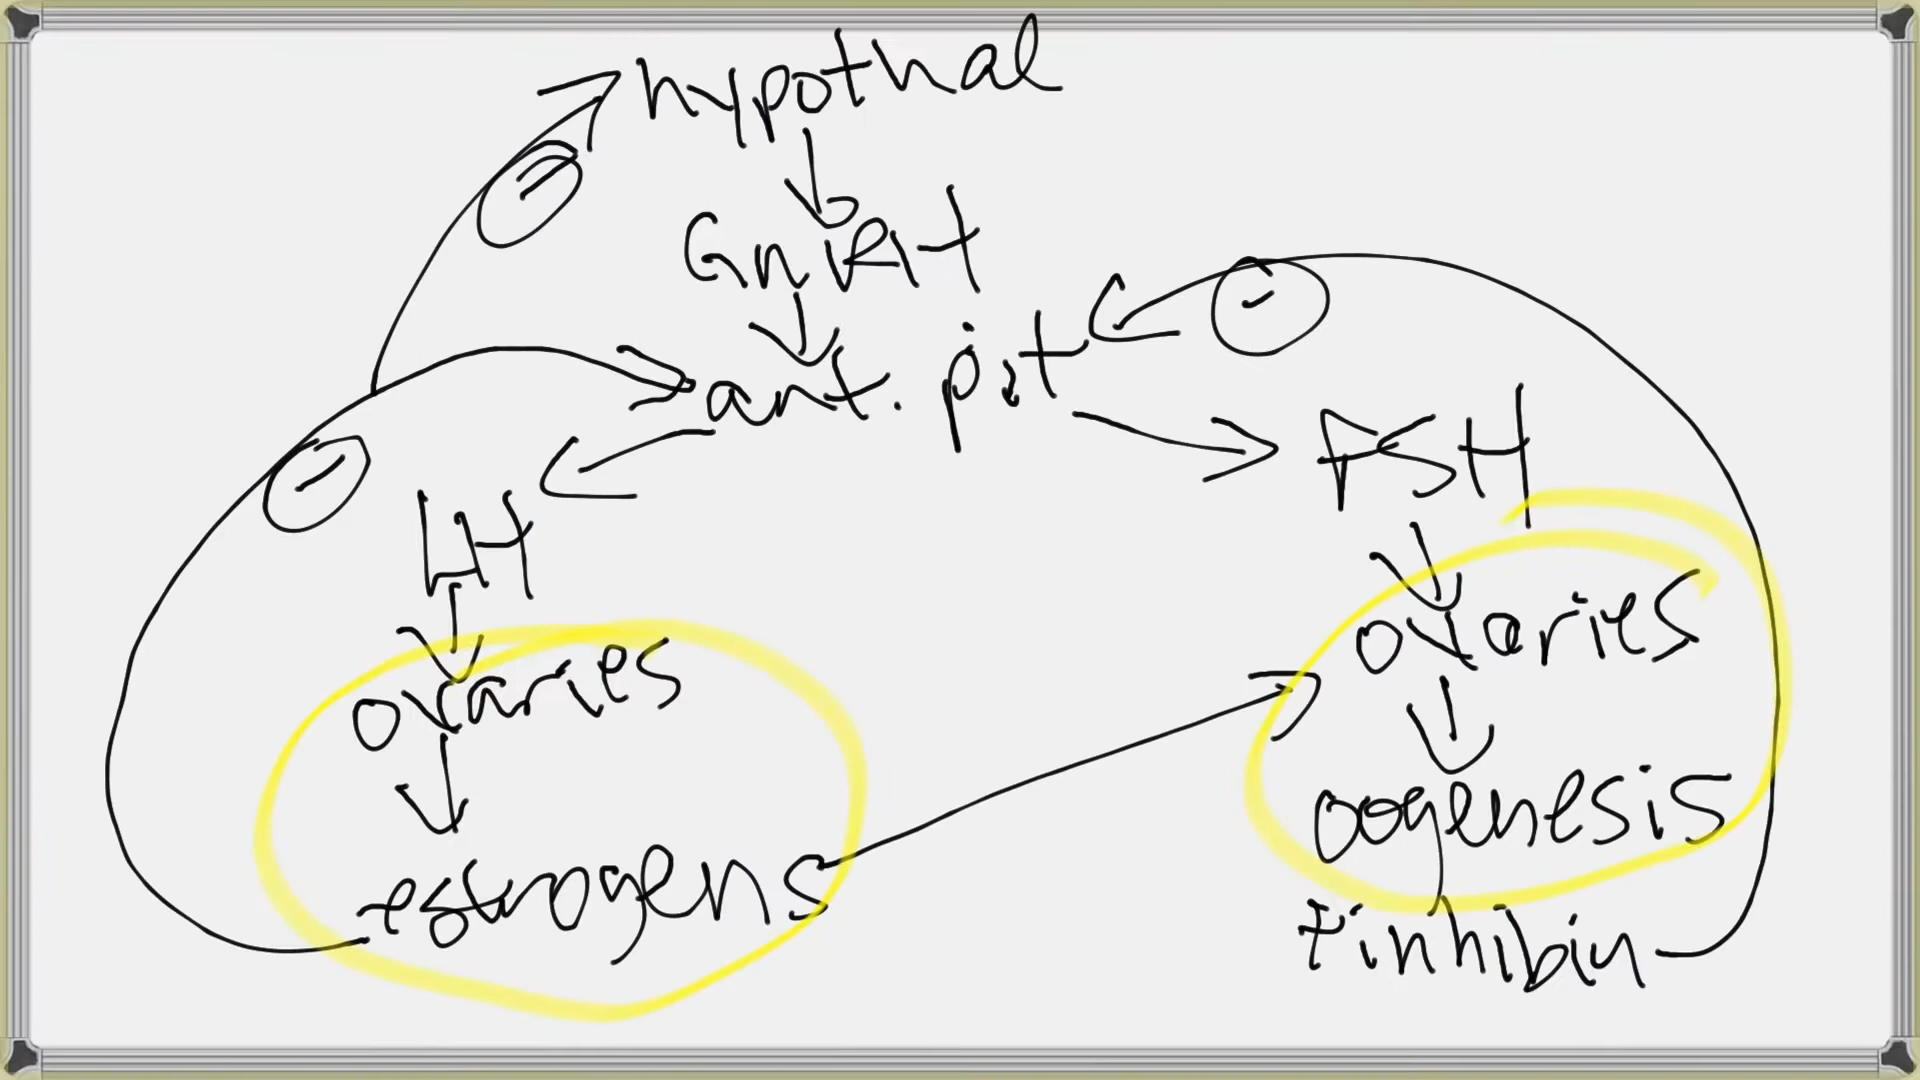 hypothal
GnRH
ant. pit
LH
FSH
ovaries
ovaries
estrogens
oogenesis
+inhibin